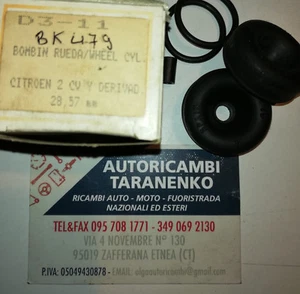 D3-11
BK479
BOMBIN RUEDA/WHEEL CYL.
CITROEN 2 CV Y DERIVAD.
28,57 mm
AUTORICAMBI
TARANENKO
RICAMBI AUTO - MOTO - FUORISTRADA
NAZIONALI ED ESTERI
TEL&FAX 095 708 1771 - 349 069 2130
VIA 4 NOVEMBRE N° 130
95019 ZAFFERANA ETNEA (CT)
P.IVA: 05049430878 - EMAIL: